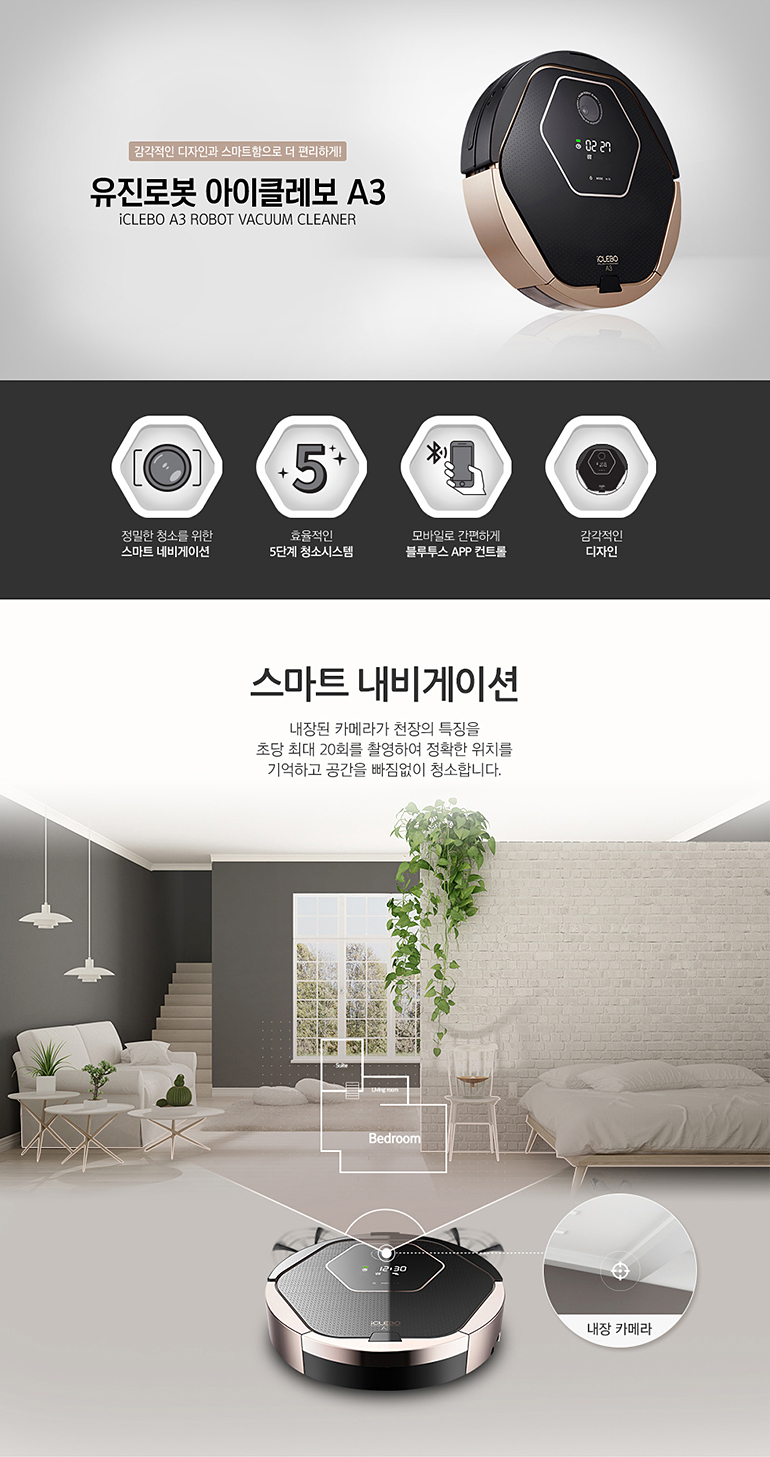 감각적인 디자인과 스마트함으로 더 편리하게!
유진로봇 아이클레보 A3
iCLEBO A3 ROBOT VACUUM CLEANER
02 27
iCLEBO
A3
5
정밀한 청소를 위한
스마트 네비게이션
효율적인
5단계 청소시스템
모바일로 간편하게
블루투스 APP 컨트롤
감각적인
디자인
스마트 내비게이션
내장된 카메라가 천장의 특징을
초당 최대 20회를 촬영하여 정확한 위치를
기억하고 공간을 빠짐없이 청소합니다.
Suite
Living room
Bedroom
12:30
iCLEBO
내장 카메라